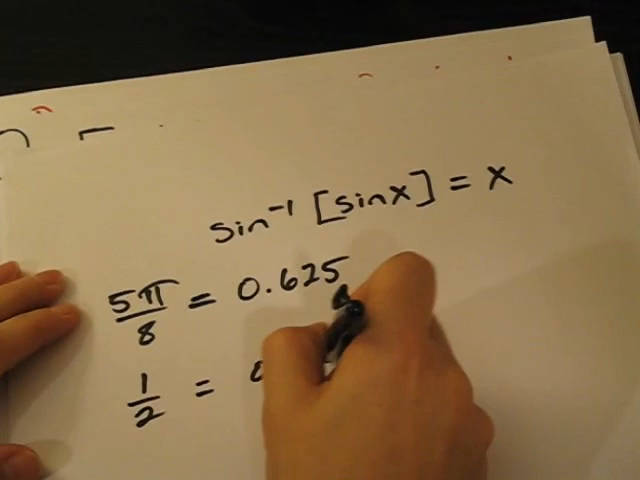 sin⁻¹ [sinx] = x
5π/8 = 0.625
1/2 =